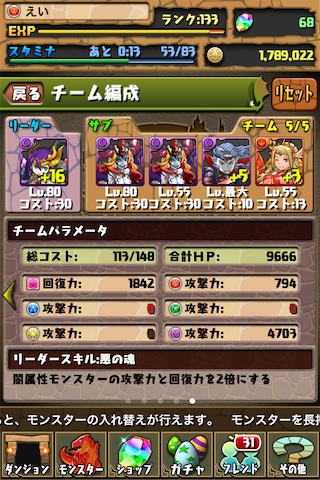 えい ランク:133 68
EXP
スタミナ あと 0:13 53/83 1,789,022
戻る チーム編成 リセット
リーダー サブ チーム 5/5
+16 +5 +3
Lv.80 Lv.80 Lv.55 Lv.最大 Lv.55
コスト:30 コスト:30 コスト:30 コスト:10 コスト:13
チームパラメータ
総コスト: 113/148 合計HP: 9666
回復力: 1842 攻撃力: 794
攻撃力: 0 攻撃力: 0
攻撃力: 0 攻撃力: 4703
リーダースキル:悪の魂
闇属性モンスターの攻撃力と回復力を2倍にする
ると、モンスターの入れ替えが行えます。 モンスターを長押
31
ダンジョン モンスター ショップ ガチャ フレンド その他